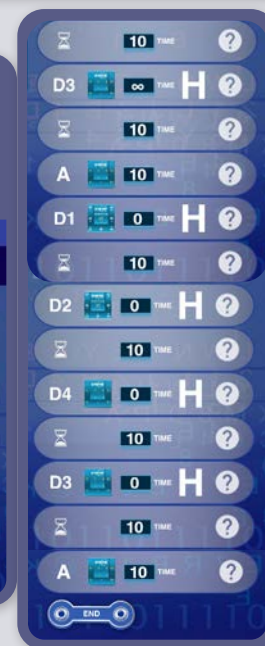 10 TIME ?
D3 ∞ TIME H ?
10 TIME ?
A 10 TIME ?
D1 0 TIME H ?
10 TIME ?
D2 0 TIME H ?
10 TIME ?
D4 0 TIME H ?
10 TIME ?
D3 0 TIME H ?
10 TIME ?
A 10 TIME ?
END